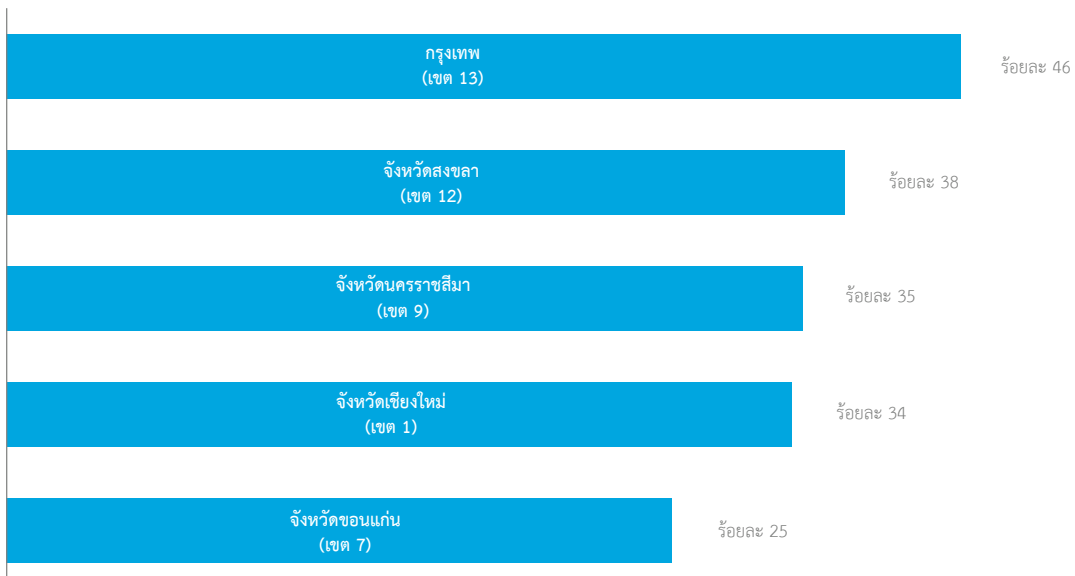 กรุงเทพ
(เขต 13)
ร้อยละ 46
จังหวัดสงขลา
(เขต 12)
ร้อยละ 38
จังหวัดนครราชสีมา
(เขต 9)
ร้อยละ 35
จังหวัดเชียงใหม่
(เขต 1)
ร้อยละ 34
จังหวัดขอนแก่น
(เขต 7)
ร้อยละ 25